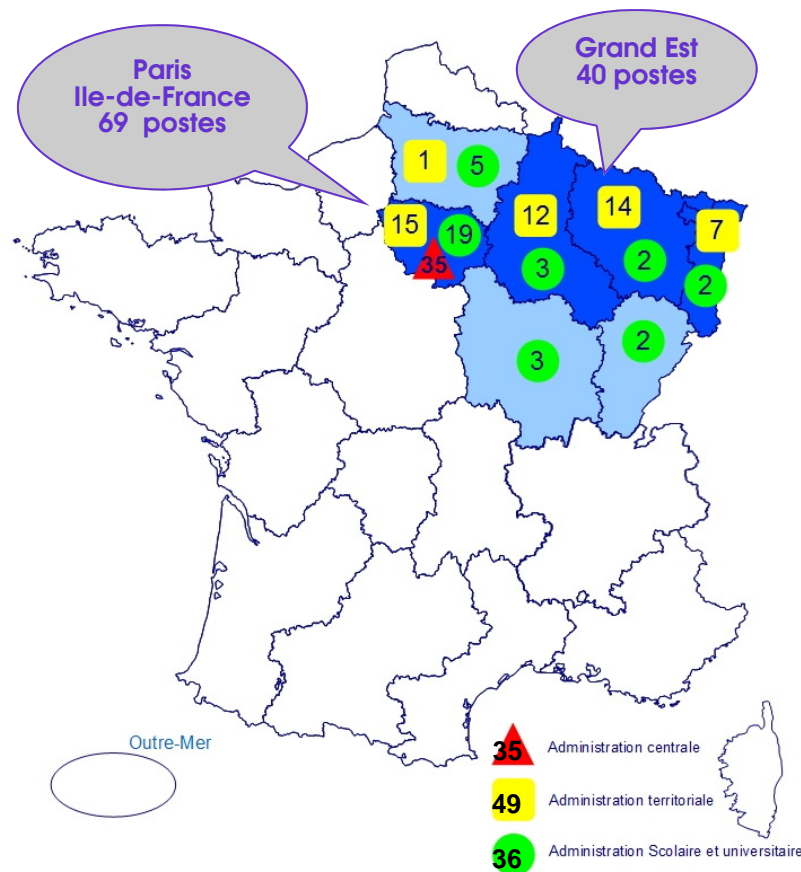 Paris
Ile-de-France
69 postes
Grand Est
40 postes
1
5
15
19
35
12
3
14
2
7
2
3
2
Outre-Mer
35 Administration centrale
49 Administration territoriale
36 Administration Scolaire et universitaire